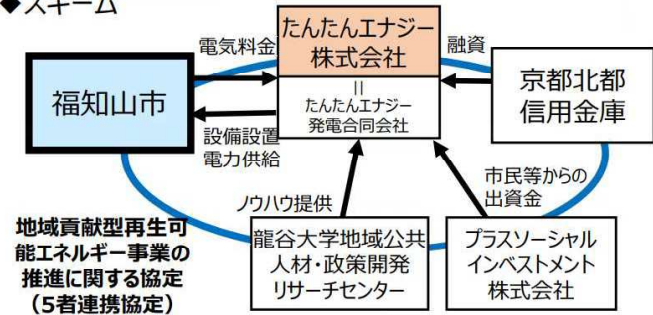 ◆スキーム
電気料金
たんたんエナジー
株式会社
融資
福知山市
||
たんたんエナジー
発電合同会社
京都北都
信用金庫
設備設置
電力供給
市民等からの
出資金
ノウハウ提供
地域貢献型再生可
能エネルギー事業の
推進に関する協定
（5者連携協定）
龍谷大学地域公共
人材・政策開発
リサーチセンター
プラスソーシャル
インベストメント
株式会社